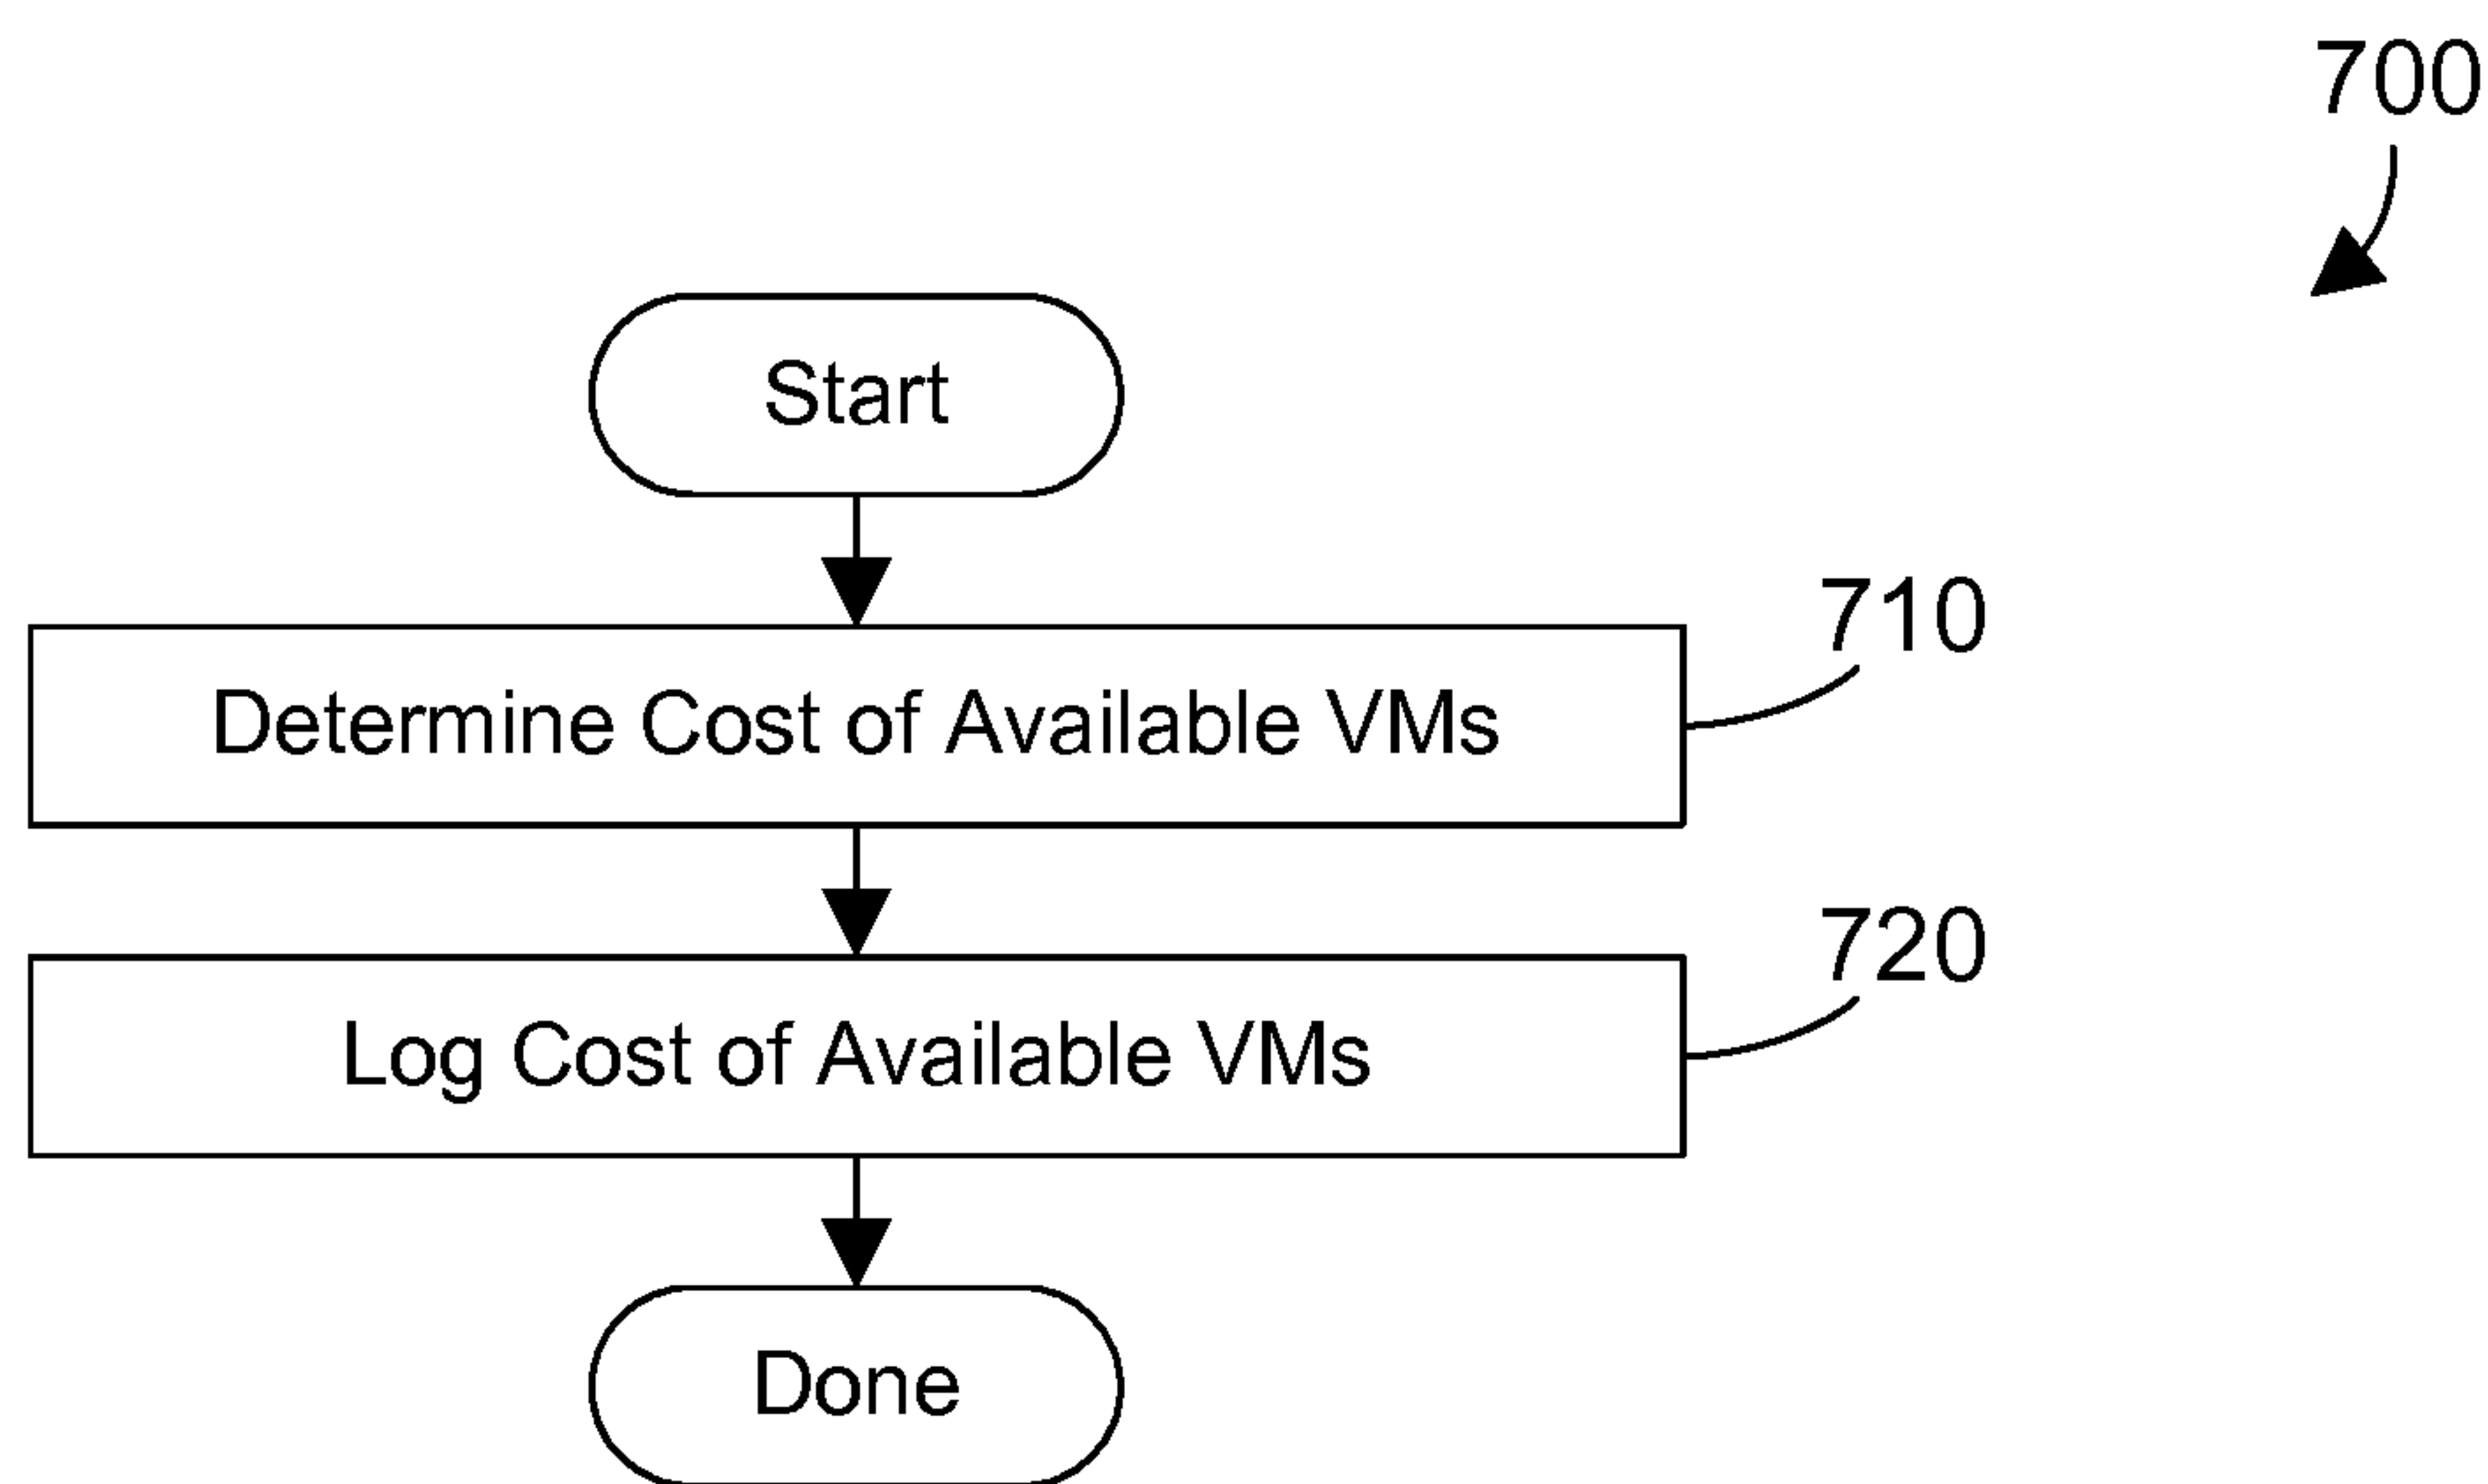 700
Start
710
Determine Cost of Available VMs
720
Log Cost of Available VMs
Done